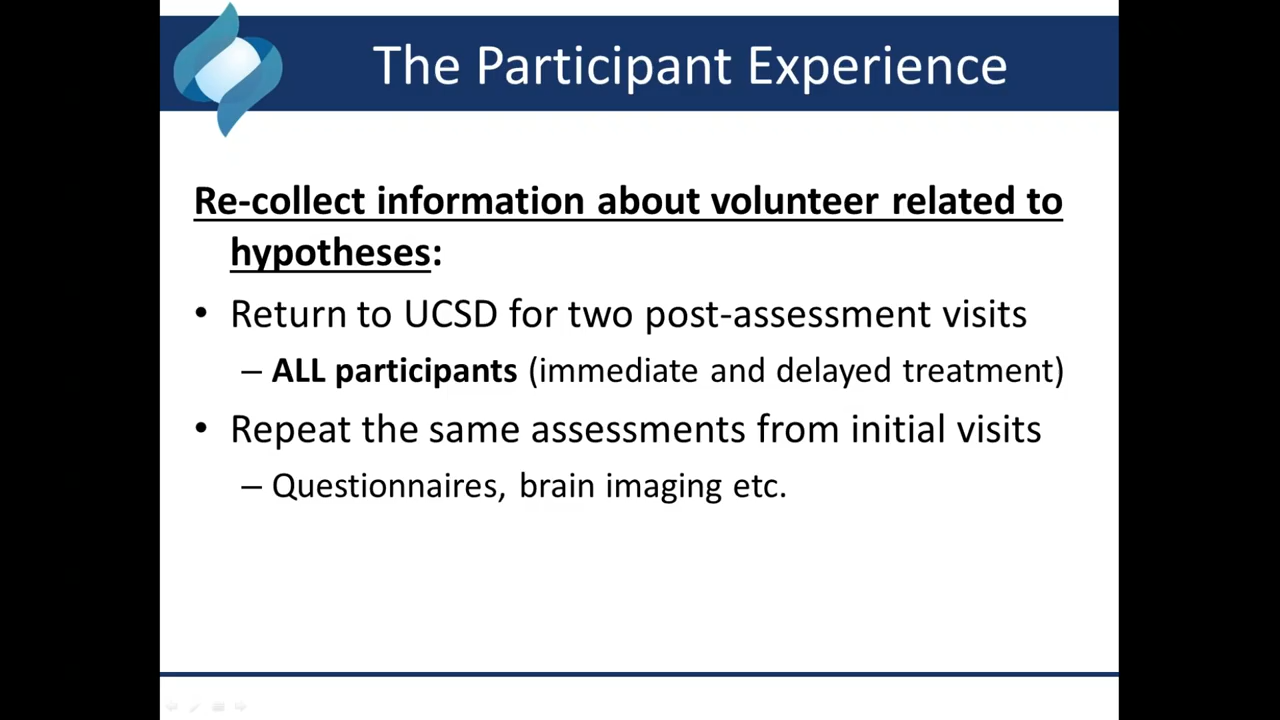 The Participant Experience
Re-collect information about volunteer related to
hypotheses:
• Return to UCSD for two post-assessment visits
– ALL participants (immediate and delayed treatment)
• Repeat the same assessments from initial visits
– Questionnaires, brain imaging etc.